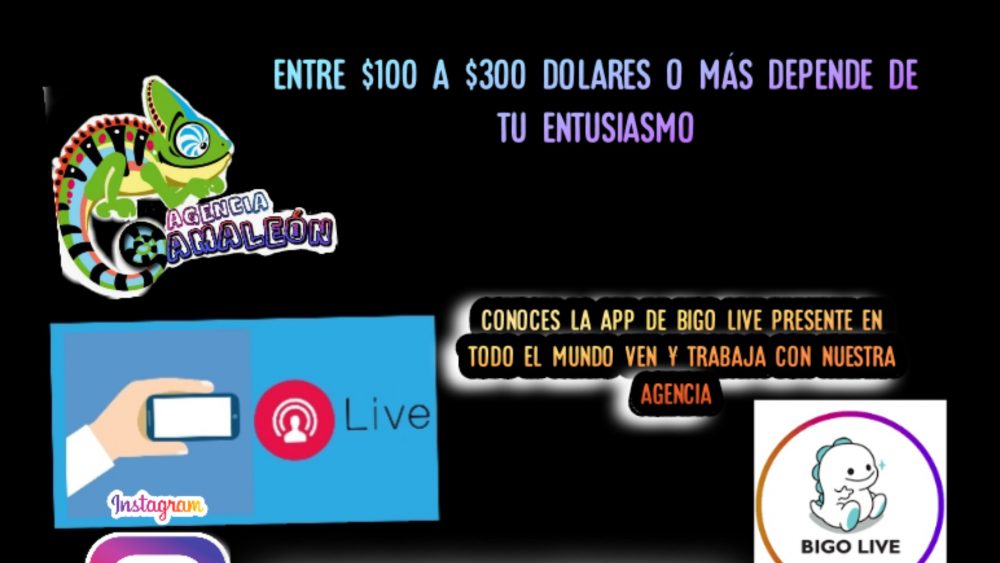 ENTRE $100 A $300 DOLARES O MÁS DEPENDE DE
TU ENTUSIASMO
AGENCIA
CAMALEÓN
CONOCES LA APP DE BIGO LIVE PRESENTE EN
TODO EL MUNDO VEN Y TRABAJA CON NUESTRA
AGENCIA
Live
Instagram
BIGO LIVE